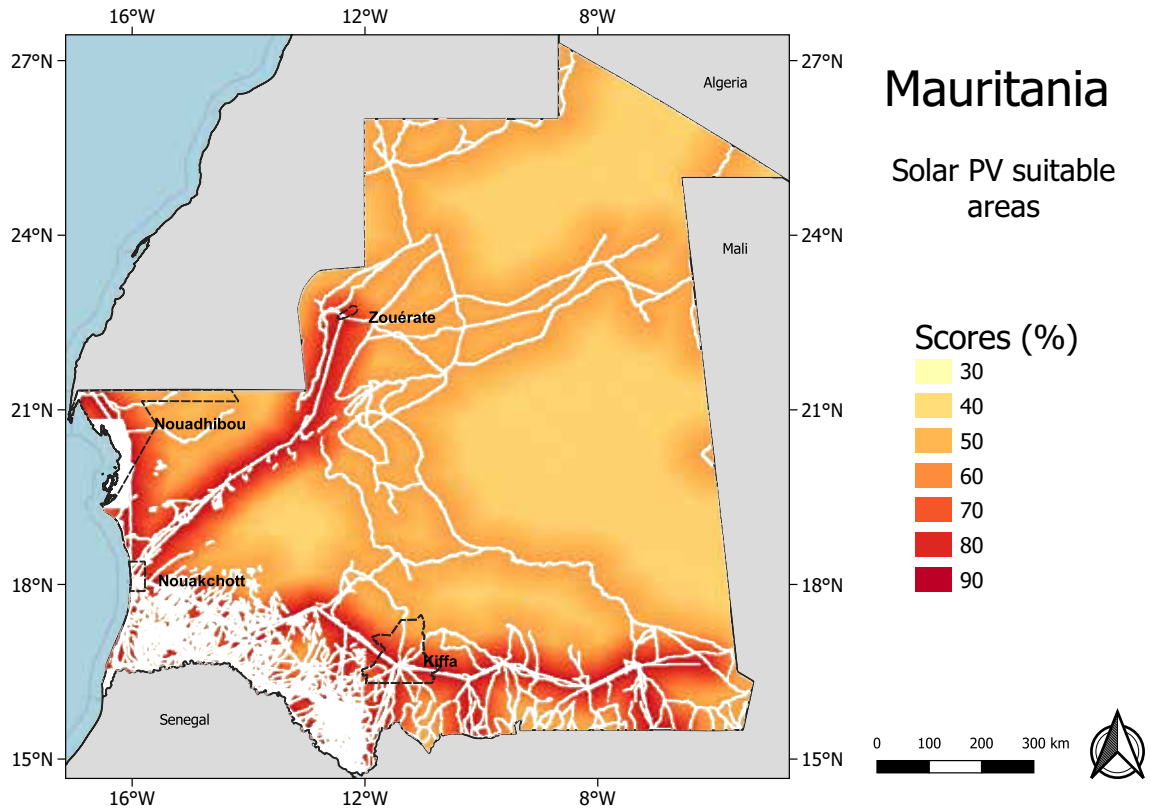 16°W 12°W 8°W
27°N 27°N
Algeria
Mauritania
Solar PV suitable
areas
24°N 24°N
Mali
Zouérate
Scores (%)
30
40
50
60
70
80
90
21°N 21°N
Nouadhibou
18°N 18°N
Nouakchott
Kiffa
Senegal
15°N 15°N
0 100 200 300 km
16°W 12°W 8°W